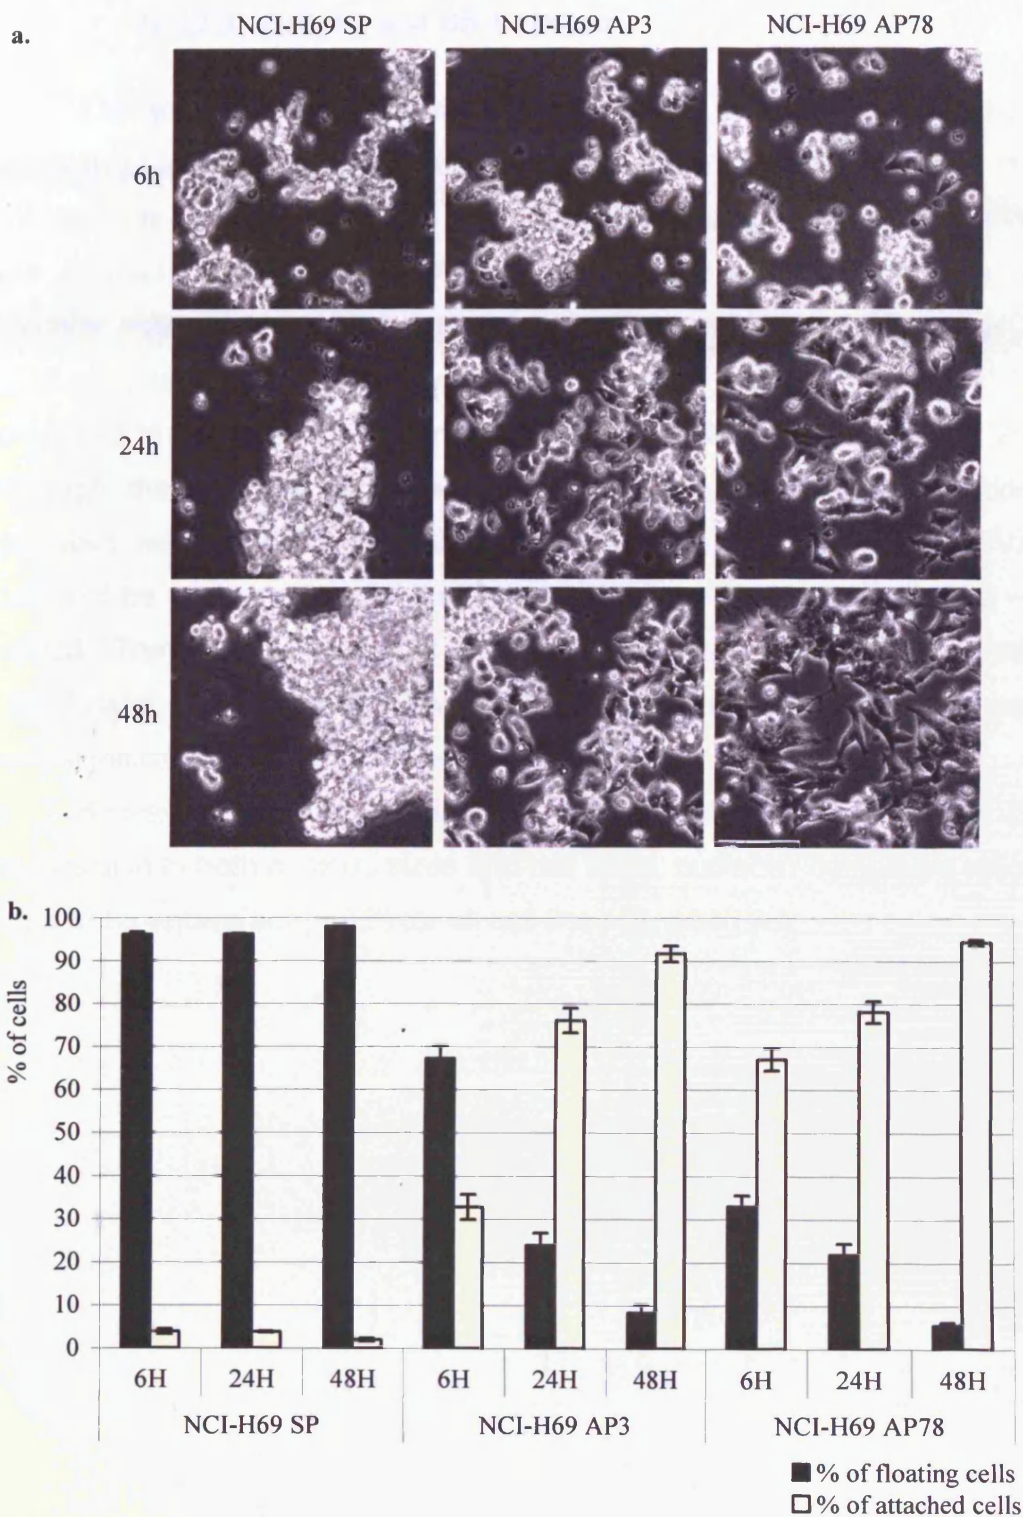 a.
NCI-H69 SP NCI-H69 AP3 NCI-H69 AP78
6h
24h
48h
b.
% of cells
100
90
80
70
60
50
40
30
20
10
0
6H 24H 48H 6H 24H 48H 6H 24H 48H
NCI-H69 SP NCI-H69 AP3 NCI-H69 AP78
% of floating cells
% of attached cells